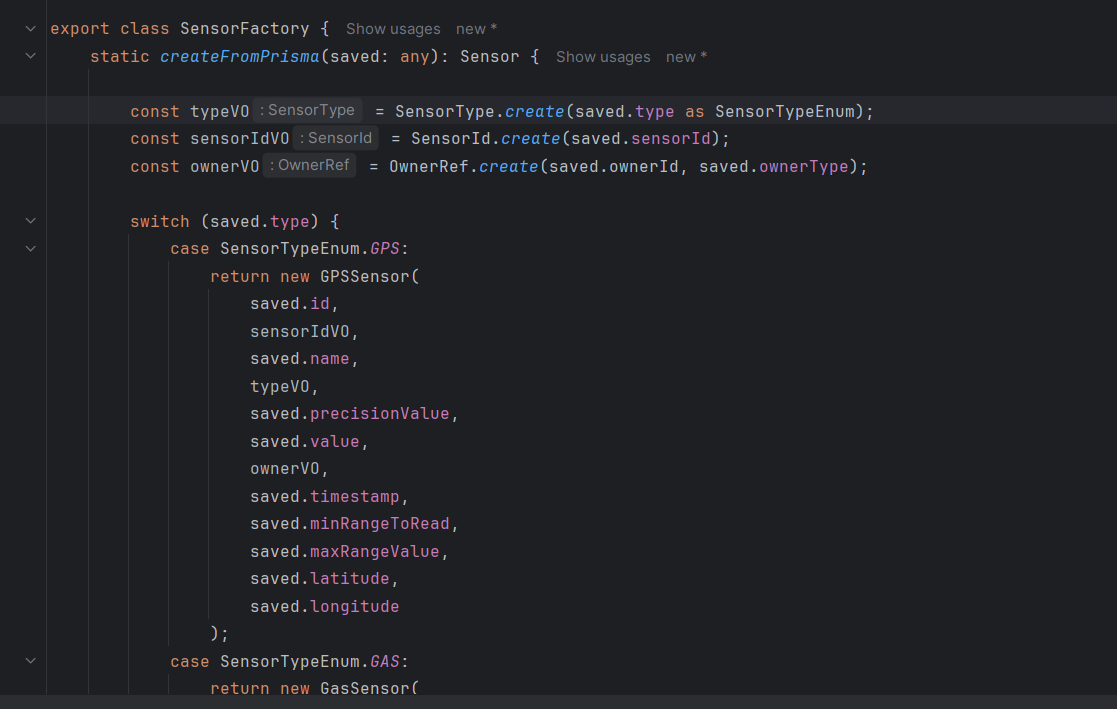 export class SensorFactory {  Show usages  new *
static createFromPrisma(saved: any): Sensor {  Show usages  new *
const typeVO : SensorType = SensorType.create(saved.type as SensorTypeEnum);
const sensorIdVO : SensorId = SensorId.create(saved.sensorId);
const ownerVO : OwnerRef = OwnerRef.create(saved.ownerId, saved.ownerType);
switch (saved.type) {
case SensorTypeEnum.GPS:
return new GPSSensor(
saved.id,
sensorIdVO,
saved.name,
typeVO,
saved.precisionValue,
saved.value,
ownerVO,
saved.timestamp,
saved.minRangeToRead,
saved.maxRangeValue,
saved.latitude,
saved.longitude
);
case SensorTypeEnum.GAS:
return new GasSensor(